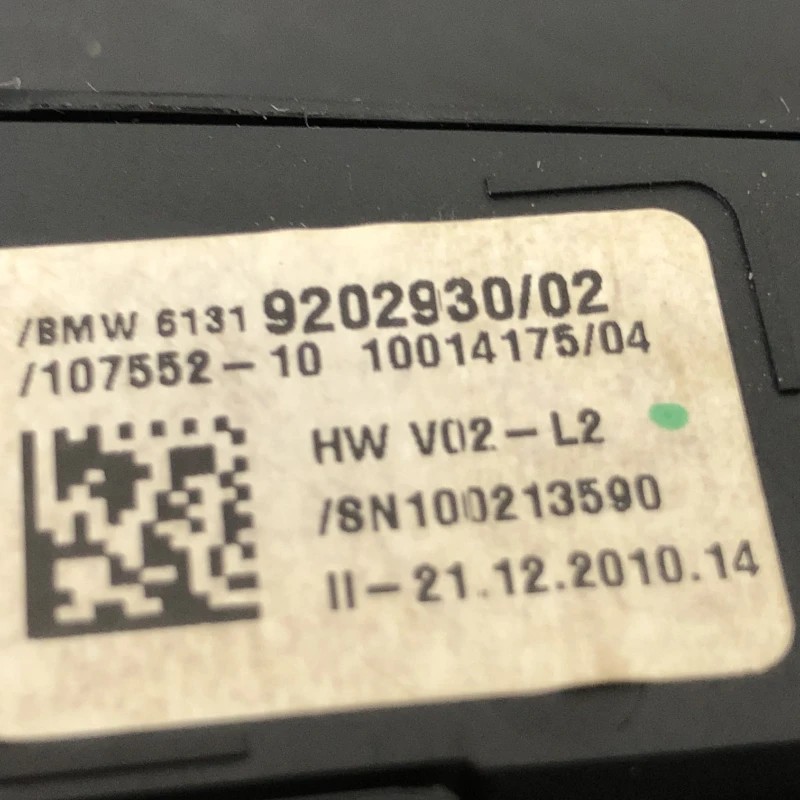 /BMW 6131 9202930/02
/107552-10 10014175/04
HW V02-L2
/SN100213590
II-21.12.2010.14